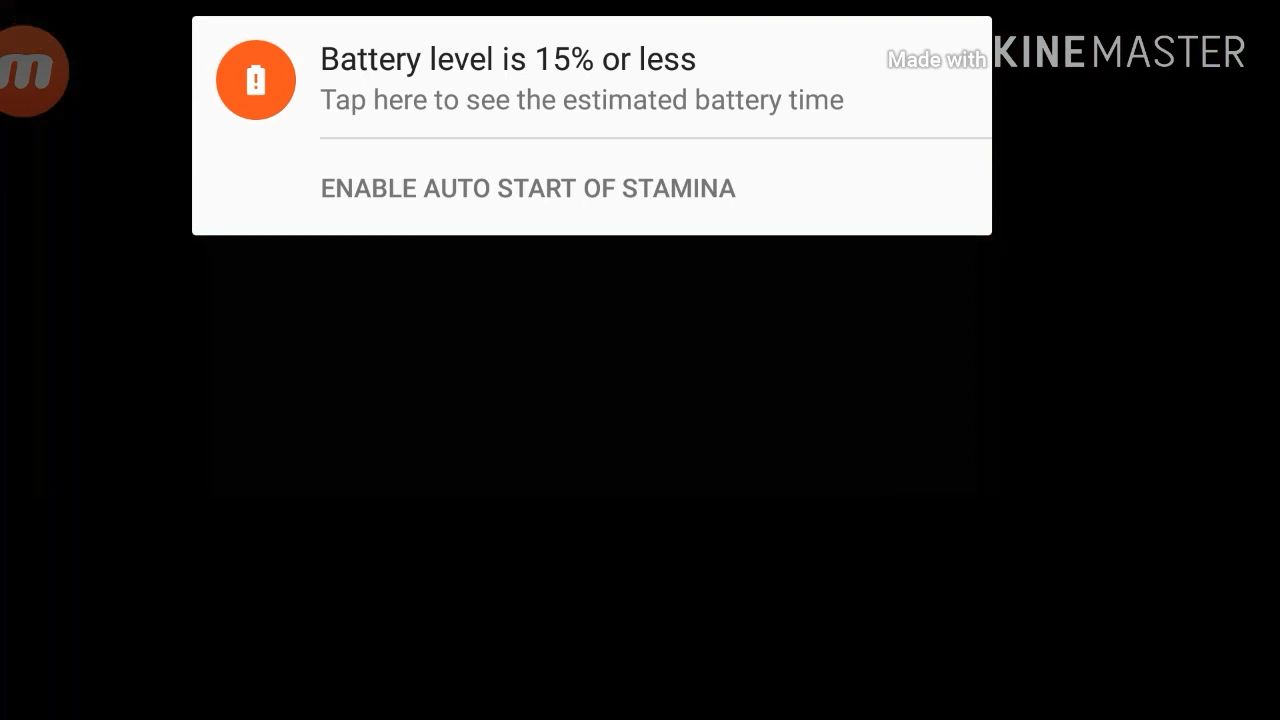 Battery level is 15% or less
Made with KINEMASTER
Tap here to see the estimated battery time
ENABLE AUTO START OF STAMINA
m